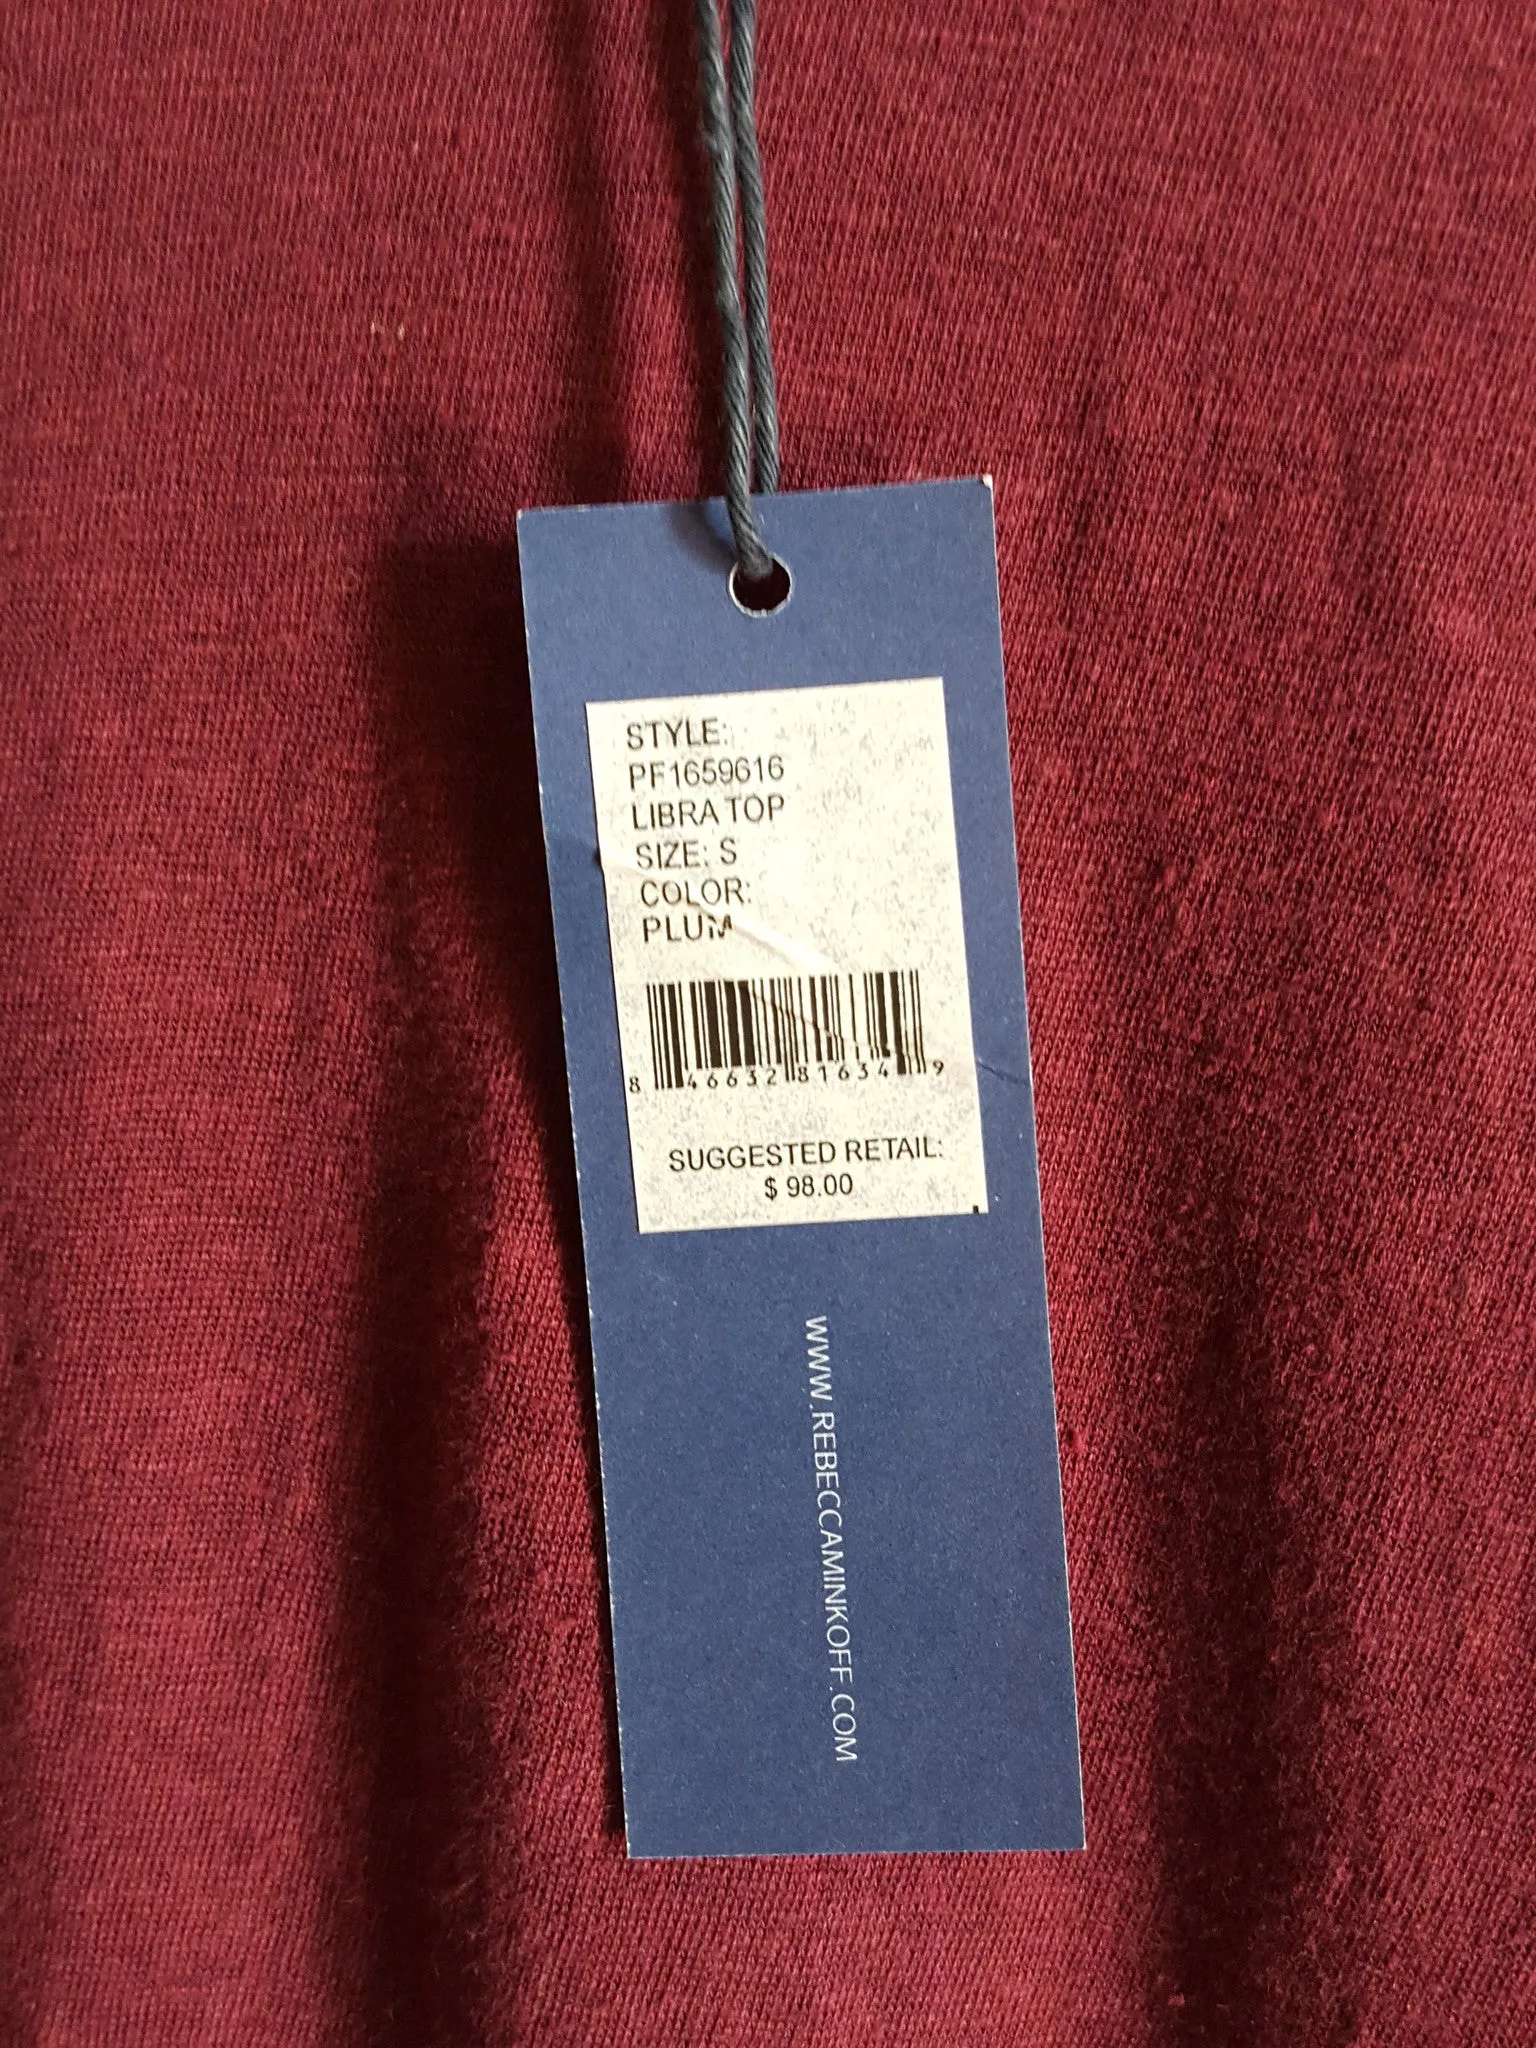 STYLE:
PF1659616
LIBRA TOP
SIZE: S
COLOR:
PLUM
8 46632 81634 9
SUGGESTED RETAIL:
$ 98.00
WWW.REBECCAMINKOFF.COM